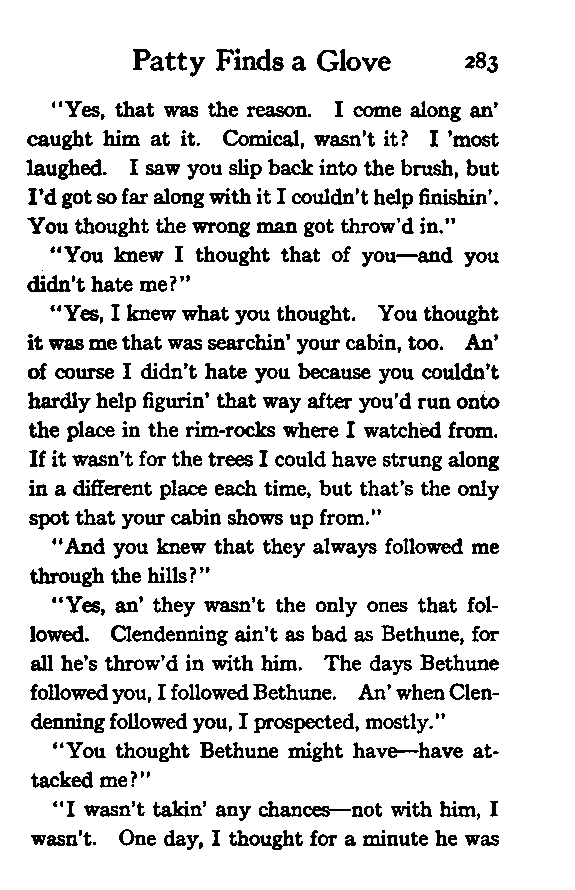 Patty Finds a Glove 283
"Yes, that was the reason. I come along an'
caught him at it. Comical, wasn't it? I 'most
laughed. I saw you slip back into the brush, but
I'd got so far along with it I couldn't help finishin'.
You thought the wrong man got throw'd in."
"You knew I thought that of you—and you
didn't hate me?"
"Yes, I knew what you thought. You thought
it was me that was searchin' your cabin, too. An'
of course I didn't hate you because you couldn't
hardly help figurin' that way after you'd run onto
the place in the rim-rocks where I watched from.
If it wasn't for the trees I could have strung along
in a different place each time, but that's the only
spot that your cabin shows up from."
"And you knew that they always followed me
through the hills?"
"Yes, an' they wasn't the only ones that fol-
lowed. Clendenning ain't as bad as Bethune, for
all he's throw'd in with him. The days Bethune
followed you, I followed Bethune. An' when Clen-
denning followed you, I prospected, mostly."
"You thought Bethune might have—have at-
tacked me?"
"I wasn't takin' any chances—not with him, I
wasn't. One day, I thought for a minute he was